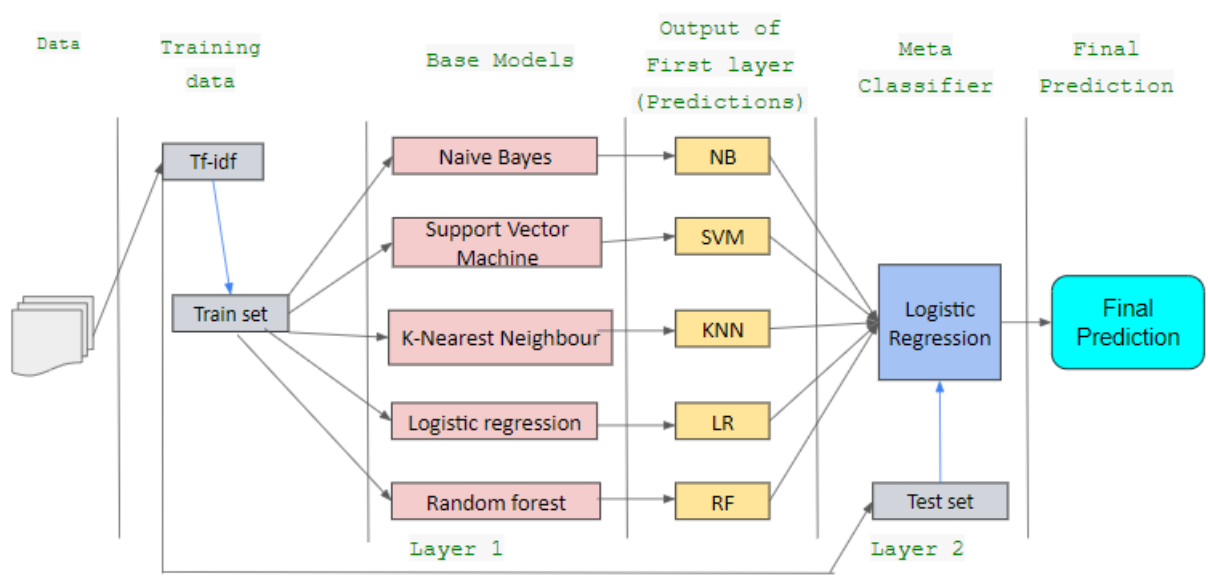 Data
Training
data
Base Models
Output of
First layer
(Predictions)
Meta
Classifier
Final
Prediction
Tf-idf
Naive Bayes
NB
Support Vector
Machine
SVM
Train set
K-Nearest Neighbour
KNN
Logistic
Regression
Final
Prediction
Logistic regression
LR
Random forest
RF
Test set
Layer 1
Layer 2